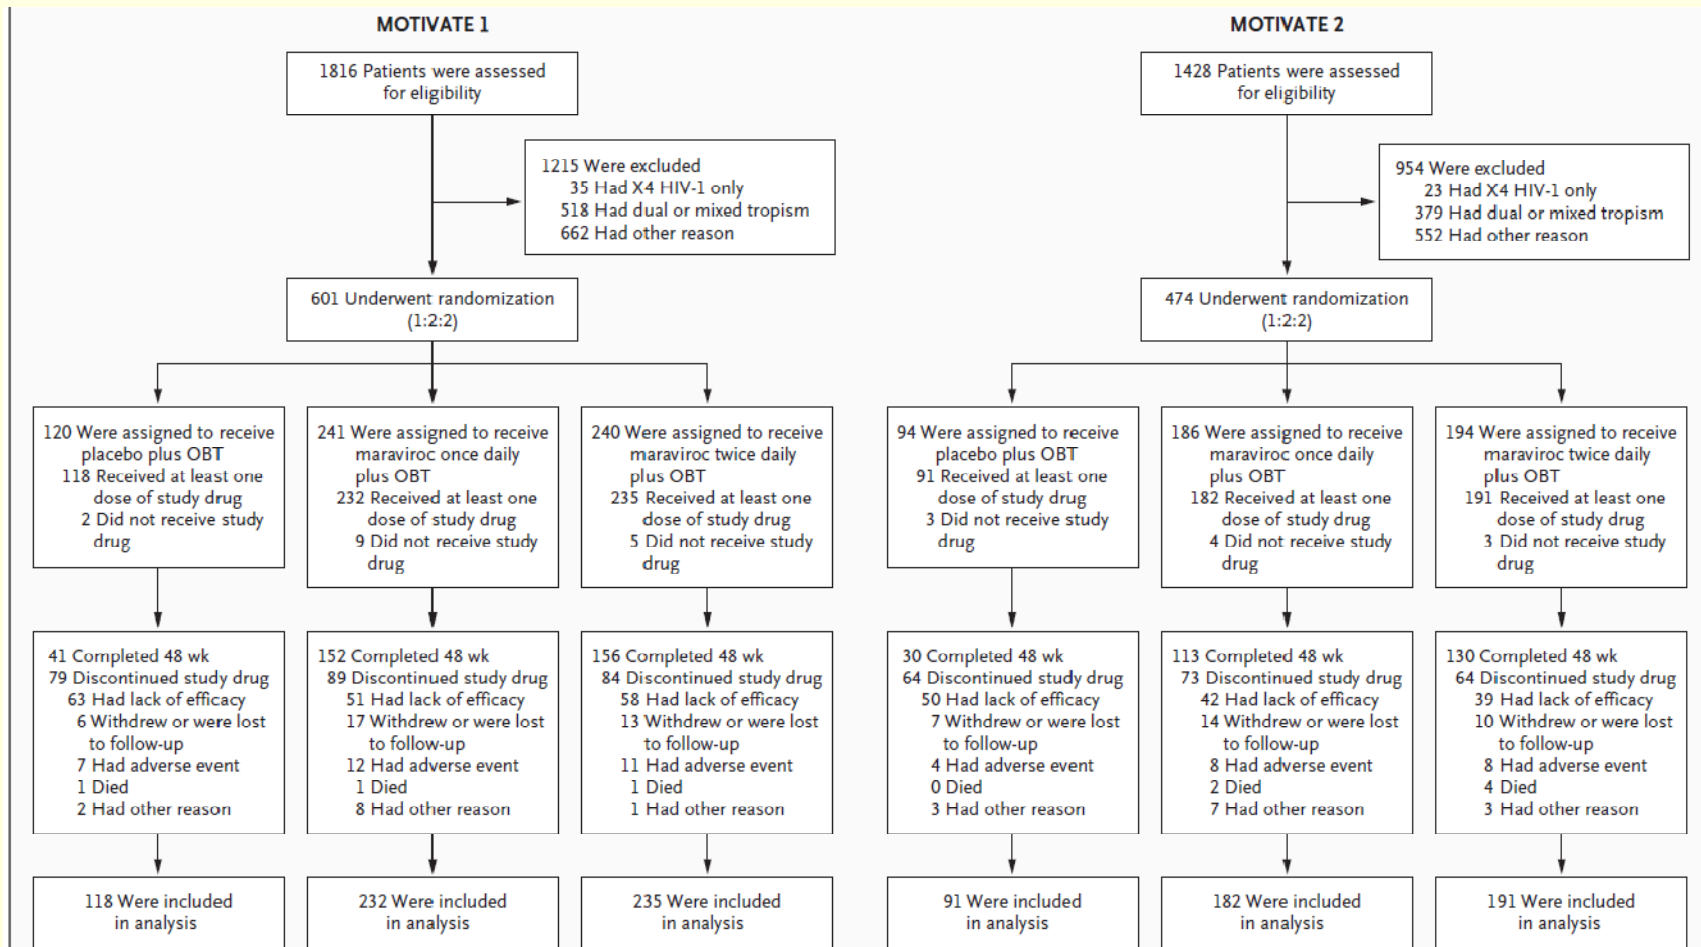 MOTIVATE 1
1816 Patients were assessed
for eligibility
1215 Were excluded
35 Had X4 HIV-1 only
518 Had dual or mixed tropism
662 Had other reason
601 Underwent randomization
(1:2:2)
120 Were assigned to receive
placebo plus OBT
118 Received at least one
dose of study drug
2 Did not receive study
drug
241 Were assigned to receive
maraviroc once daily
plus OBT
232 Received at least one
dose of study drug
9 Did not receive study
drug
240 Were assigned to receive
maraviroc twice daily
plus OBT
235 Received at least one
dose of study drug
5 Did not receive study
drug
41 Completed 48 wk
79 Discontinued study drug
63 Had lack of efficacy
6 Withdrew or were lost
to follow-up
7 Had adverse event
1 Died
2 Had other reason
152 Completed 48 wk
89 Discontinued study drug
51 Had lack of efficacy
17 Withdrew or were lost
to follow-up
12 Had adverse event
1 Died
8 Had other reason
156 Completed 48 wk
84 Discontinued study drug
58 Had lack of efficacy
13 Withdrew or were lost
to follow-up
11 Had adverse event
1 Died
1 Had other reason
118 Were included
in analysis
232 Were included
in analysis
235 Were included
in analysis
MOTIVATE 2
1428 Patients were assessed
for eligibility
954 Were excluded
23 Had X4 HIV-1 only
379 Had dual or mixed tropism
552 Had other reason
474 Underwent randomization
(1:2:2)
94 Were assigned to receive
placebo plus OBT
91 Received at least one
dose of study drug
3 Did not receive study
drug
186 Were assigned to receive
maraviroc once daily
plus OBT
182 Received at least one
dose of study drug
4 Did not receive study
drug
194 Were assigned to receive
maraviroc twice daily
plus OBT
191 Received at least one
dose of study drug
3 Did not receive study
drug
30 Completed 48 wk
64 Discontinued study drug
50 Had lack of efficacy
7 Withdrew or were lost
to follow-up
4 Had adverse event
0 Died
3 Had other reason
113 Completed 48 wk
73 Discontinued study drug
42 Had lack of efficacy
14 Withdrew or were lost
to follow-up
8 Had adverse event
2 Died
7 Had other reason
130 Completed 48 wk
64 Discontinued study drug
39 Had lack of efficacy
10 Withdrew or were lost
to follow-up
8 Had adverse event
4 Died
3 Had other reason
91 Were included
in analysis
182 Were included
in analysis
191 Were included
in analysis